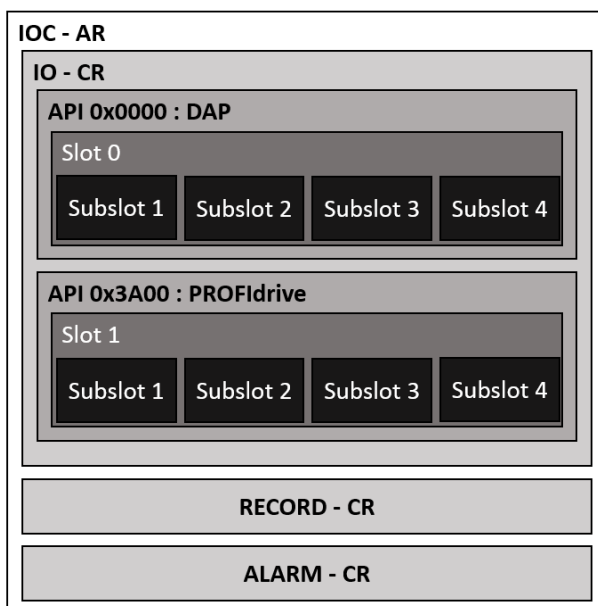 IOC - AR
IO - CR
API 0x0000 : DAP
Slot 0
Subslot 1 Subslot 2 Subslot 3 Subslot 4
API 0x3A00 : PROFIdrive
Slot 1
Subslot 1 Subslot 2 Subslot 3 Subslot 4
RECORD - CR
ALARM - CR